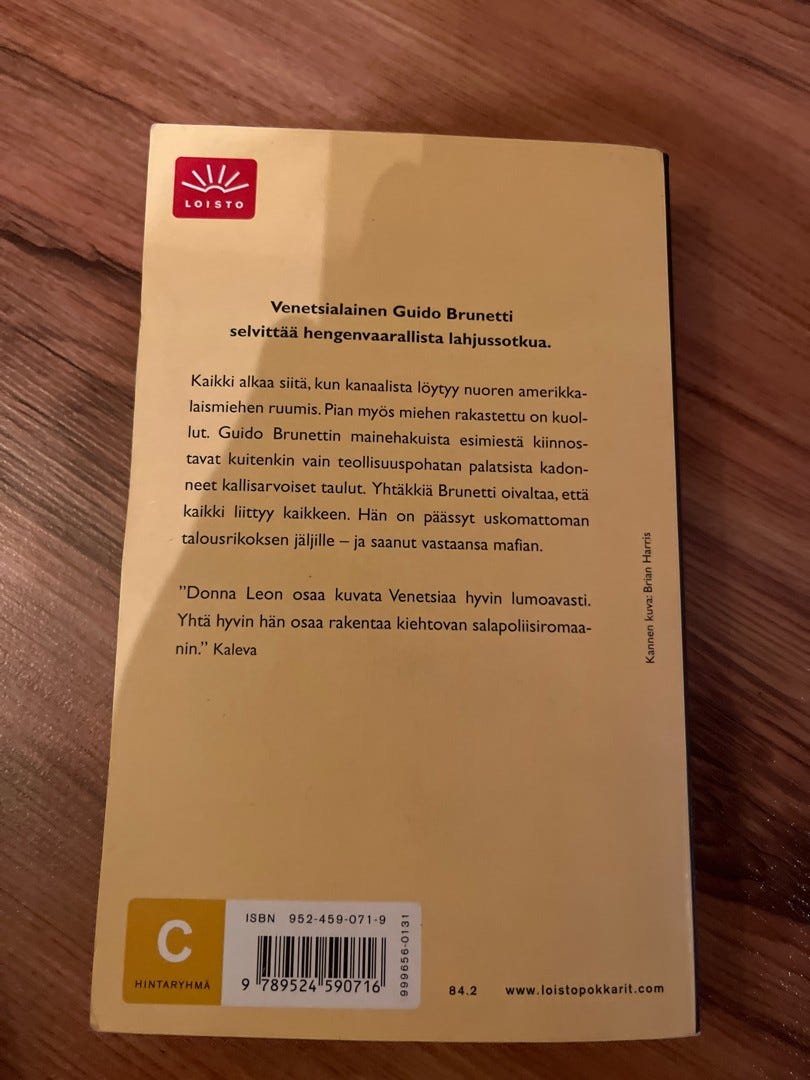 LOISTO
Venetsialainen Guido Brunetti
selvittää hengenvaarallista lahjussotkua.
Kaikki alkaa siitä, kun kanaalista löytyy nuoren amerikka-
laismiehen ruumis. Pian myös miehen rakastettu on kuol-
lut. Guido Brunettin mainehakuista esimiestä kiinnos-
tavat kuitenkin vain teollisuuspohatan palatsista kadon-
neet kallisarvoiset taulut. Yhtäkkiä Brunetti oivaltaa, että
kaikki liittyy kaikkeen. Hän on päässyt uskomattoman
talousrikoksen jäljille – ja saanut vastaansa mafian.
”Donna Leon osaa kuvata Venetsiaa hyvin lumoavasti.
Yhtä hyvin hän osaa rakentaa kiehtovan salapoliisiromaa-
nin.” Kaleva
Kannen kuva: Brian Harris
C
HINTARYHMÄ
ISBN 952-459-071-9
9 789524 590716
999656-0131
84.2 www.loistopokkarit.com